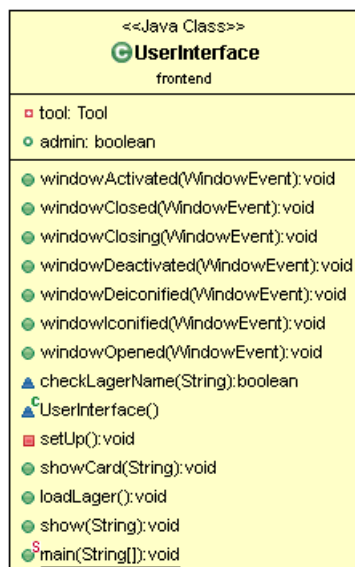 <<Java Class>>
C UserInterface
frontend
tool: Tool
admin: boolean
windowActivated(WindowEvent):void
windowClosed(WindowEvent):void
windowClosing(WindowEvent):void
windowDeactivated(WindowEvent):void
windowDeiconified(WindowEvent):void
windowIconified(WindowEvent):void
windowOpened(WindowEvent):void
checkLagerName(String):boolean
C UserInterface()
setUp():void
showCard(String):void
loadLager():void
show(String):void
S main(String[]):void